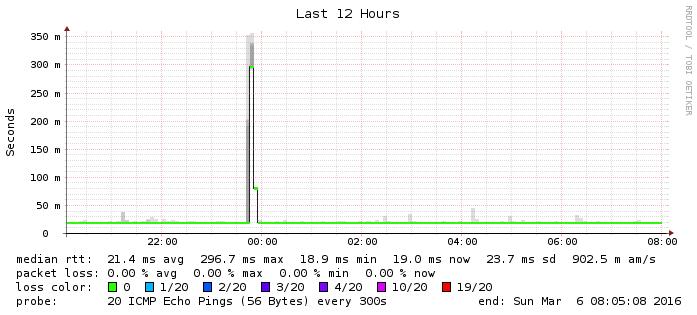 Last 12 Hours
RRDTOOL / TOBI OETIKER
Seconds
350 m
300 m
250 m
200 m
150 m
100 m
50 m
0
22:00 00:00 02:00 04:00 06:00 08:00
median rtt: 21.4 ms avg 296.7 ms max 18.9 ms min 19.0 ms now 23.7 ms sd 902.5 m am/s
packet loss: 0.00 % avg 0.00 % max 0.00 % min 0.00 % now
loss color: 0 1/20 2/20 3/20 4/20 10/20 19/20
probe: 20 ICMP Echo Pings (56 Bytes) every 300s end: Sun Mar 6 08:05:08 2016